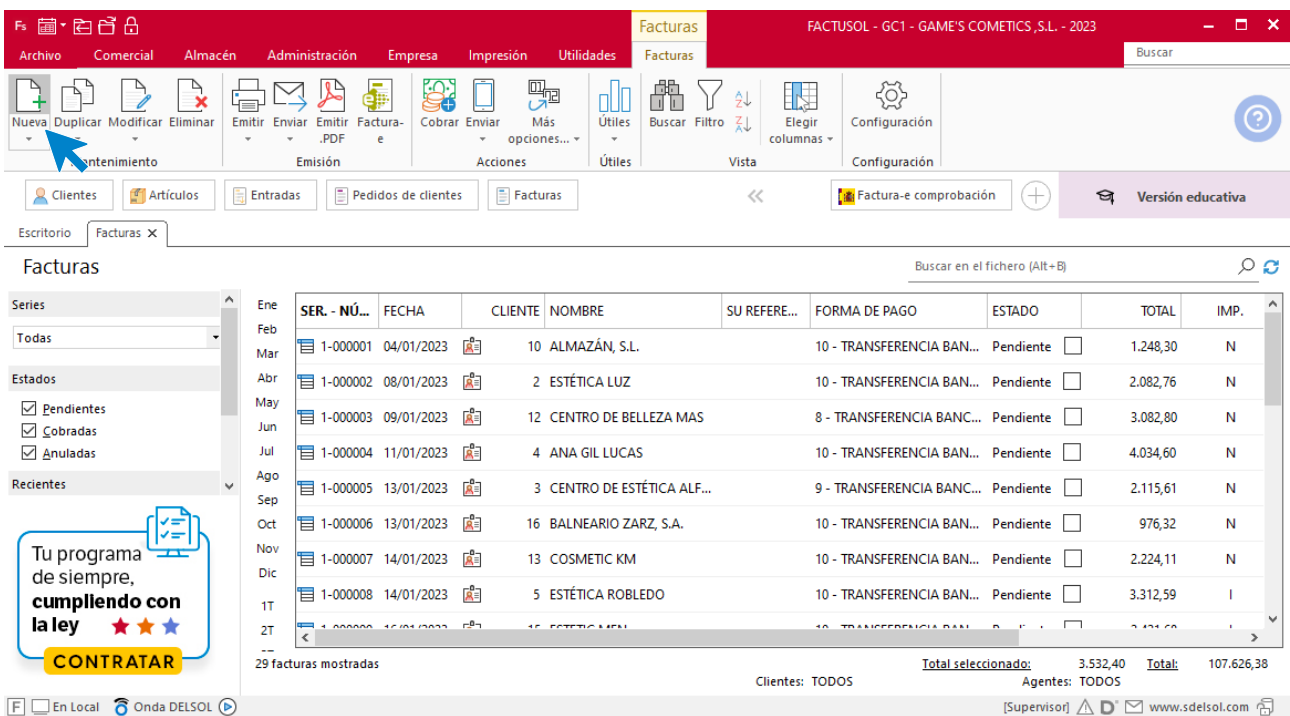 Fs
Facturas
FACTUSOL - GC1 - GAME'S COMETICS ,S.L. - 2023
Archivo Comercial Almacén Administración Empresa Impresión Utilidades Facturas Buscar
Nueva Duplicar Modificar Eliminar Emitir Enviar Emitir .PDF Factura-e Cobrar Enviar Más opciones... Útiles Buscar Filtro Elegir columnas Configuración
Emisión Acciones Útiles Vista Configuración
Clientes Artículos Entradas Pedidos de clientes Facturas Factura-e comprobación Versión educativa
Escritorio Facturas
Facturas Buscar en el fichero (Alt+B)
Series
Todas
Estados
Pendientes
Cobradas
Anuladas
Recientes
Tu programa
de siempre,
cumpliendo con
la ley
CONTRATAR
Ene
Feb
Mar
Abr
May
Jun
Jul
Ago
Sep
Oct
Nov
Dic
1T
2T
SER. - NÚ... FECHA CLIENTE NOMBRE SU REFERE... FORMA DE PAGO ESTADO TOTAL IMP.
1-000001 04/01/2023 10 ALMAZÁN, S.L. 10 - TRANSFERENCIA BAN... Pendiente 1.248,30 N
1-000002 08/01/2023 2 ESTÉTICA LUZ 10 - TRANSFERENCIA BAN... Pendiente 2.082,76 N
1-000003 09/01/2023 12 CENTRO DE BELLEZA MAS 8 - TRANSFERENCIA BANC... Pendiente 3.082,80 N
1-000004 11/01/2023 4 ANA GIL LUCAS 10 - TRANSFERENCIA BAN... Pendiente 4.034,60 N
1-000005 13/01/2023 3 CENTRO DE ESTÉTICA ALF... 9 - TRANSFERENCIA BANC... Pendiente 2.115,61 N
1-000006 13/01/2023 16 BALNEARIO ZARZ, S.A. 10 - TRANSFERENCIA BAN... Pendiente 976,32 N
1-000007 14/01/2023 13 COSMETIC KM 10 - TRANSFERENCIA BAN... Pendiente 2.224,11 N
1-000008 14/01/2023 5 ESTÉTICA ROBLEDO 10 - TRANSFERENCIA BAN... Pendiente 3.312,59 I
29 facturas mostradas Total seleccionado: 3.532,40 Total: 107.626,38
Clientes: TODOS Agentes: TODOS
F En Local Onda DELSOL [Supervisor] D www.sdelsol.com